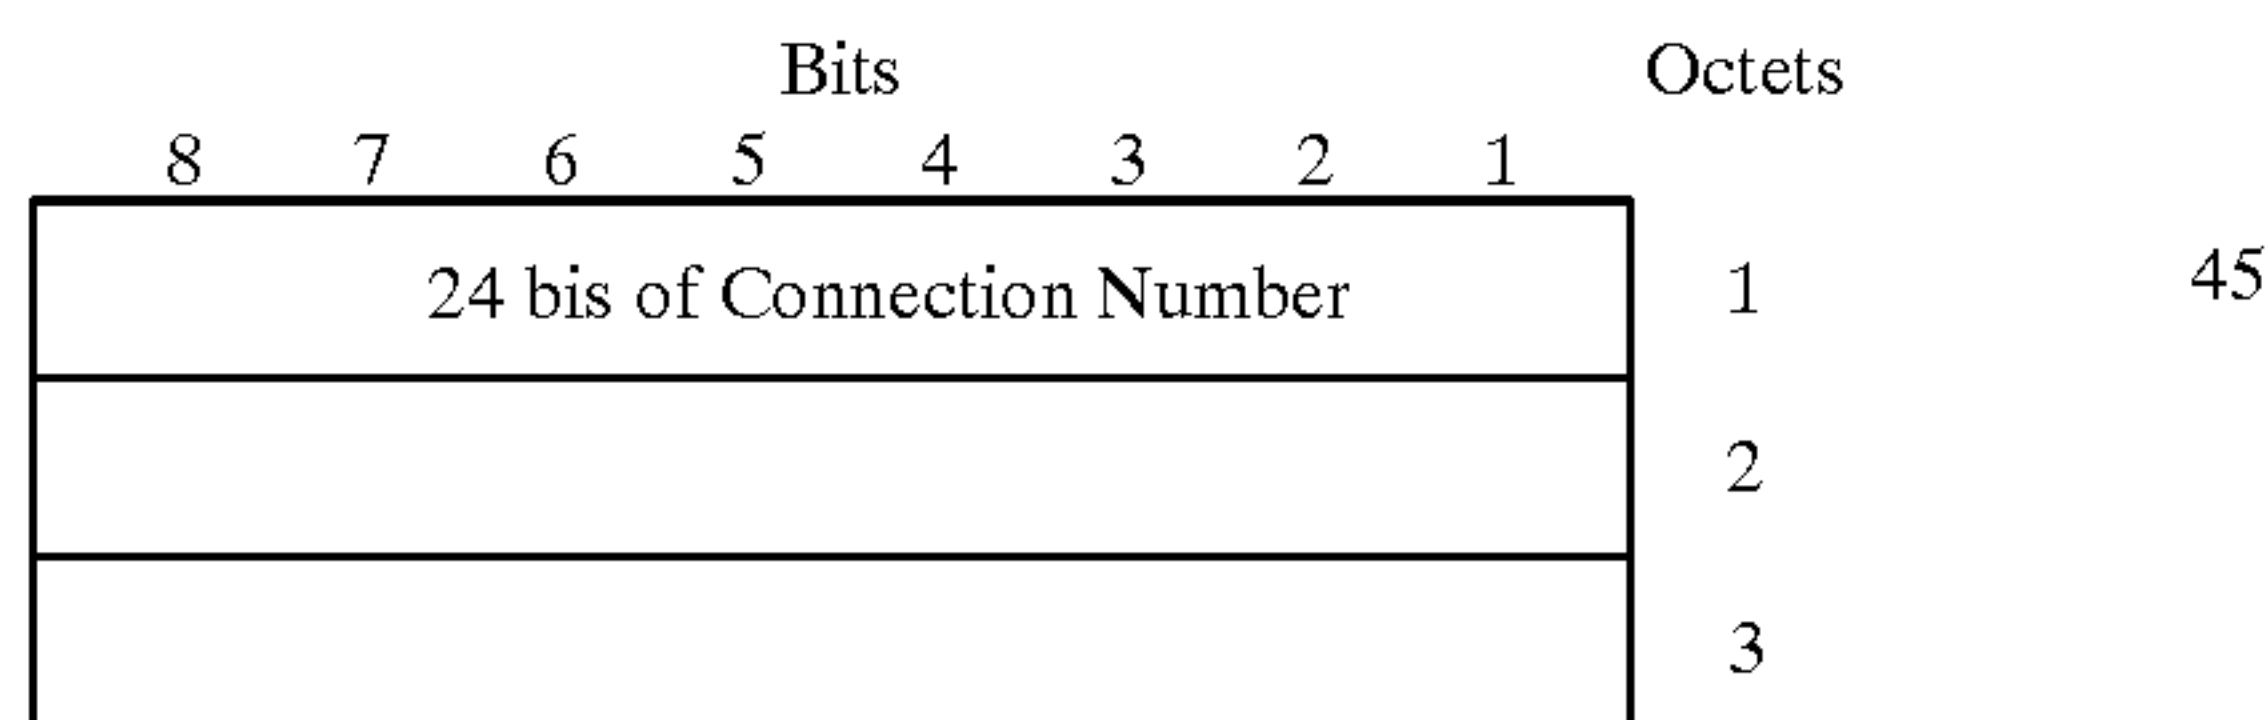 Bits Octets
8 7 6 5 4 3 2 1
24 bis of Connection Number 1 45
2
3